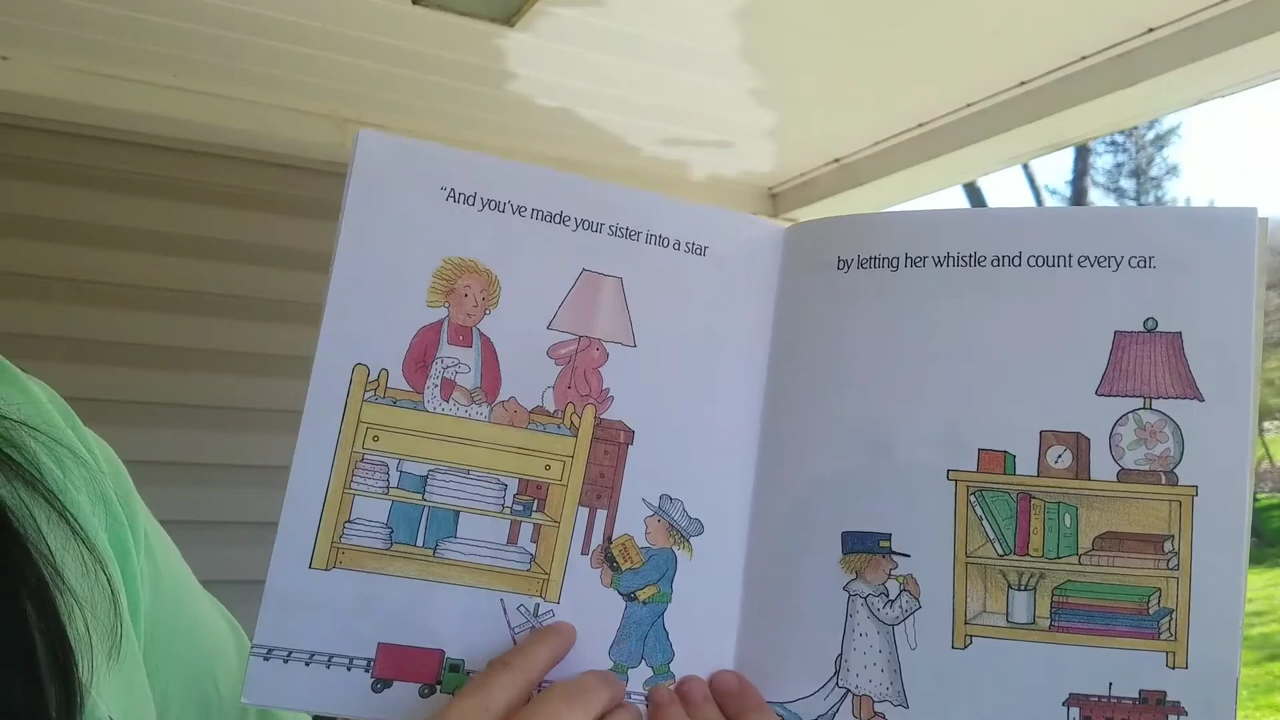 “And you’ve made your sister into a star
by letting her whistle and count every car.